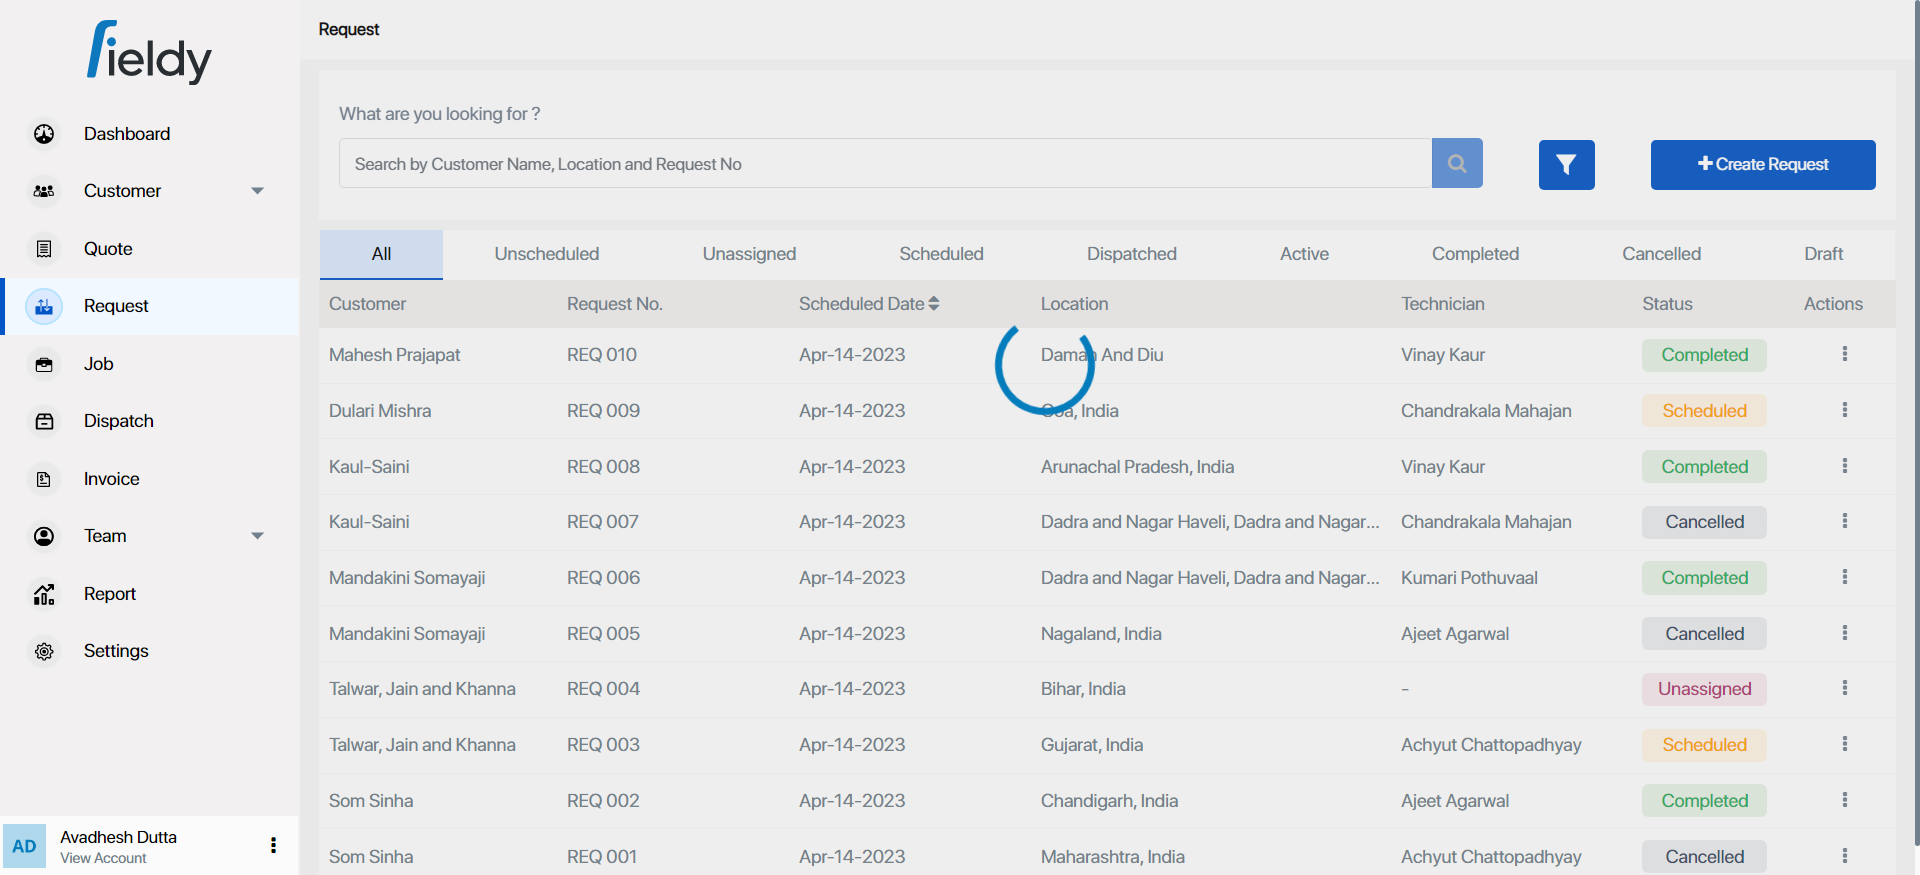 fieldy
Dashboard
Customer
Quote
Request
Job
Dispatch
Invoice
Team
Report
Settings
AD
Avadhesh Dutta
View Account
Request
What are you looking for ?
Search by Customer Name, Location and Request No
Create Request
All Unscheduled Unassigned Scheduled Dispatched Active Completed Cancelled Draft
Customer Request No. Scheduled Date Location Technician Status Actions
Mahesh Prajapat REQ 010 Apr-14-2023 Daman And Diu Vinay Kaur Completed
Dulari Mishra REQ 009 Apr-14-2023 Goa, India Chandrakala Mahajan Scheduled
Kaul-Saini REQ 008 Apr-14-2023 Arunachal Pradesh, India Vinay Kaur Completed
Kaul-Saini REQ 007 Apr-14-2023 Dadra and Nagar Haveli, Dadra and Nagar... Chandrakala Mahajan Cancelled
Mandakini Somayaji REQ 006 Apr-14-2023 Dadra and Nagar Haveli, Dadra and Nagar... Kumari Pothuvaal Completed
Mandakini Somayaji REQ 005 Apr-14-2023 Nagaland, India Ajeet Agarwal Cancelled
Talwar, Jain and Khanna REQ 004 Apr-14-2023 Bihar, India - Unassigned
Talwar, Jain and Khanna REQ 003 Apr-14-2023 Gujarat, India Achyut Chattopadhyay Scheduled
Som Sinha REQ 002 Apr-14-2023 Chandigarh, India Ajeet Agarwal Completed
Som Sinha REQ 001 Apr-14-2023 Maharashtra, India Achyut Chattopadhyay Cancelled